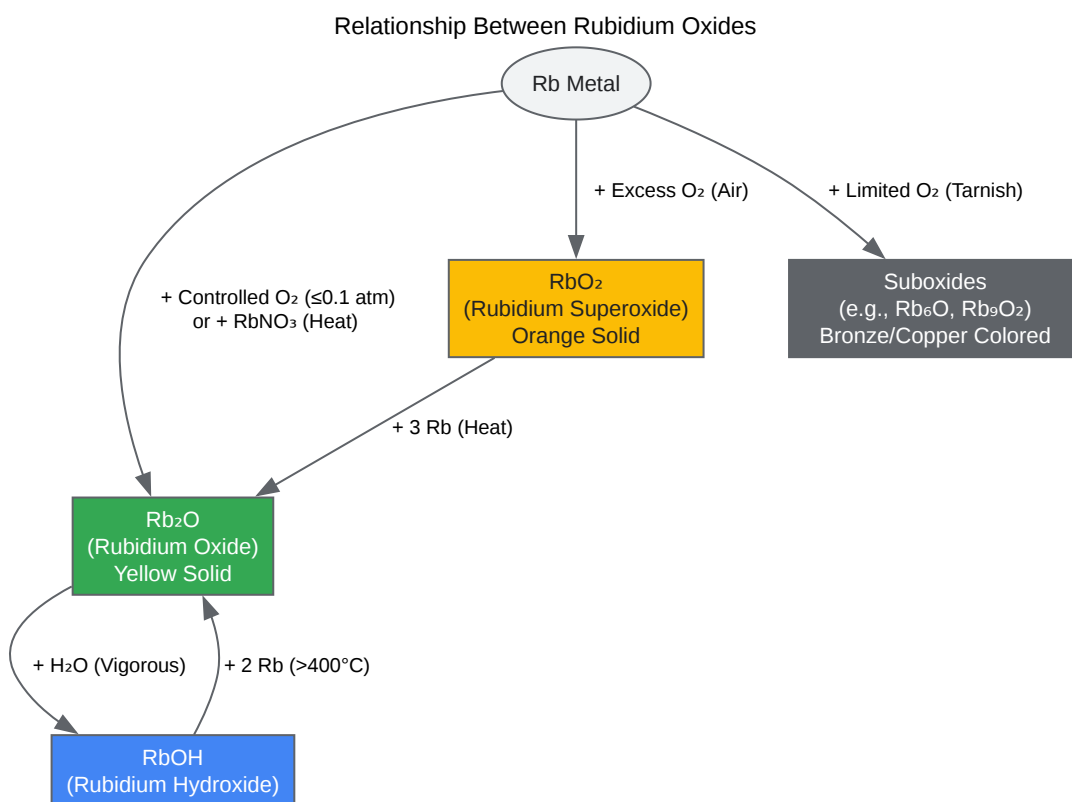 Relationship Between Rubidium Oxides
Rb Metal
+ Excess O₂ (Air)
+ Limited O₂ (Tarnish)
+ Controlled O₂ (≤0.1 atm)
or + RbNO₃ (Heat)
RbO₂
(Rubidium Superoxide)
Orange Solid
Suboxides
(e.g., Rb₆O, Rb₉O₂)
Bronze/Copper Colored
+ 3 Rb (Heat)
Rb₂O
(Rubidium Oxide)
Yellow Solid
+ H₂O (Vigorous)
+ 2 Rb (>400°C)
RbOH
(Rubidium Hydroxide)